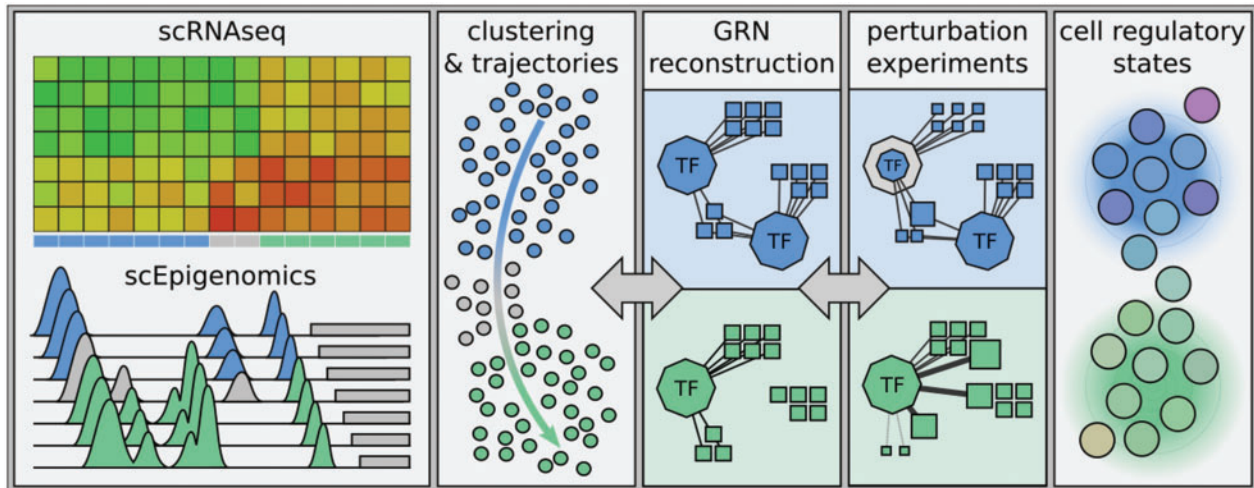 scRNAseq
scEpigenomics
clustering
& trajectories
GRN
reconstruction
TF
TF
TF
perturbation
experiments
TF
TF
TF
cell regulatory
states